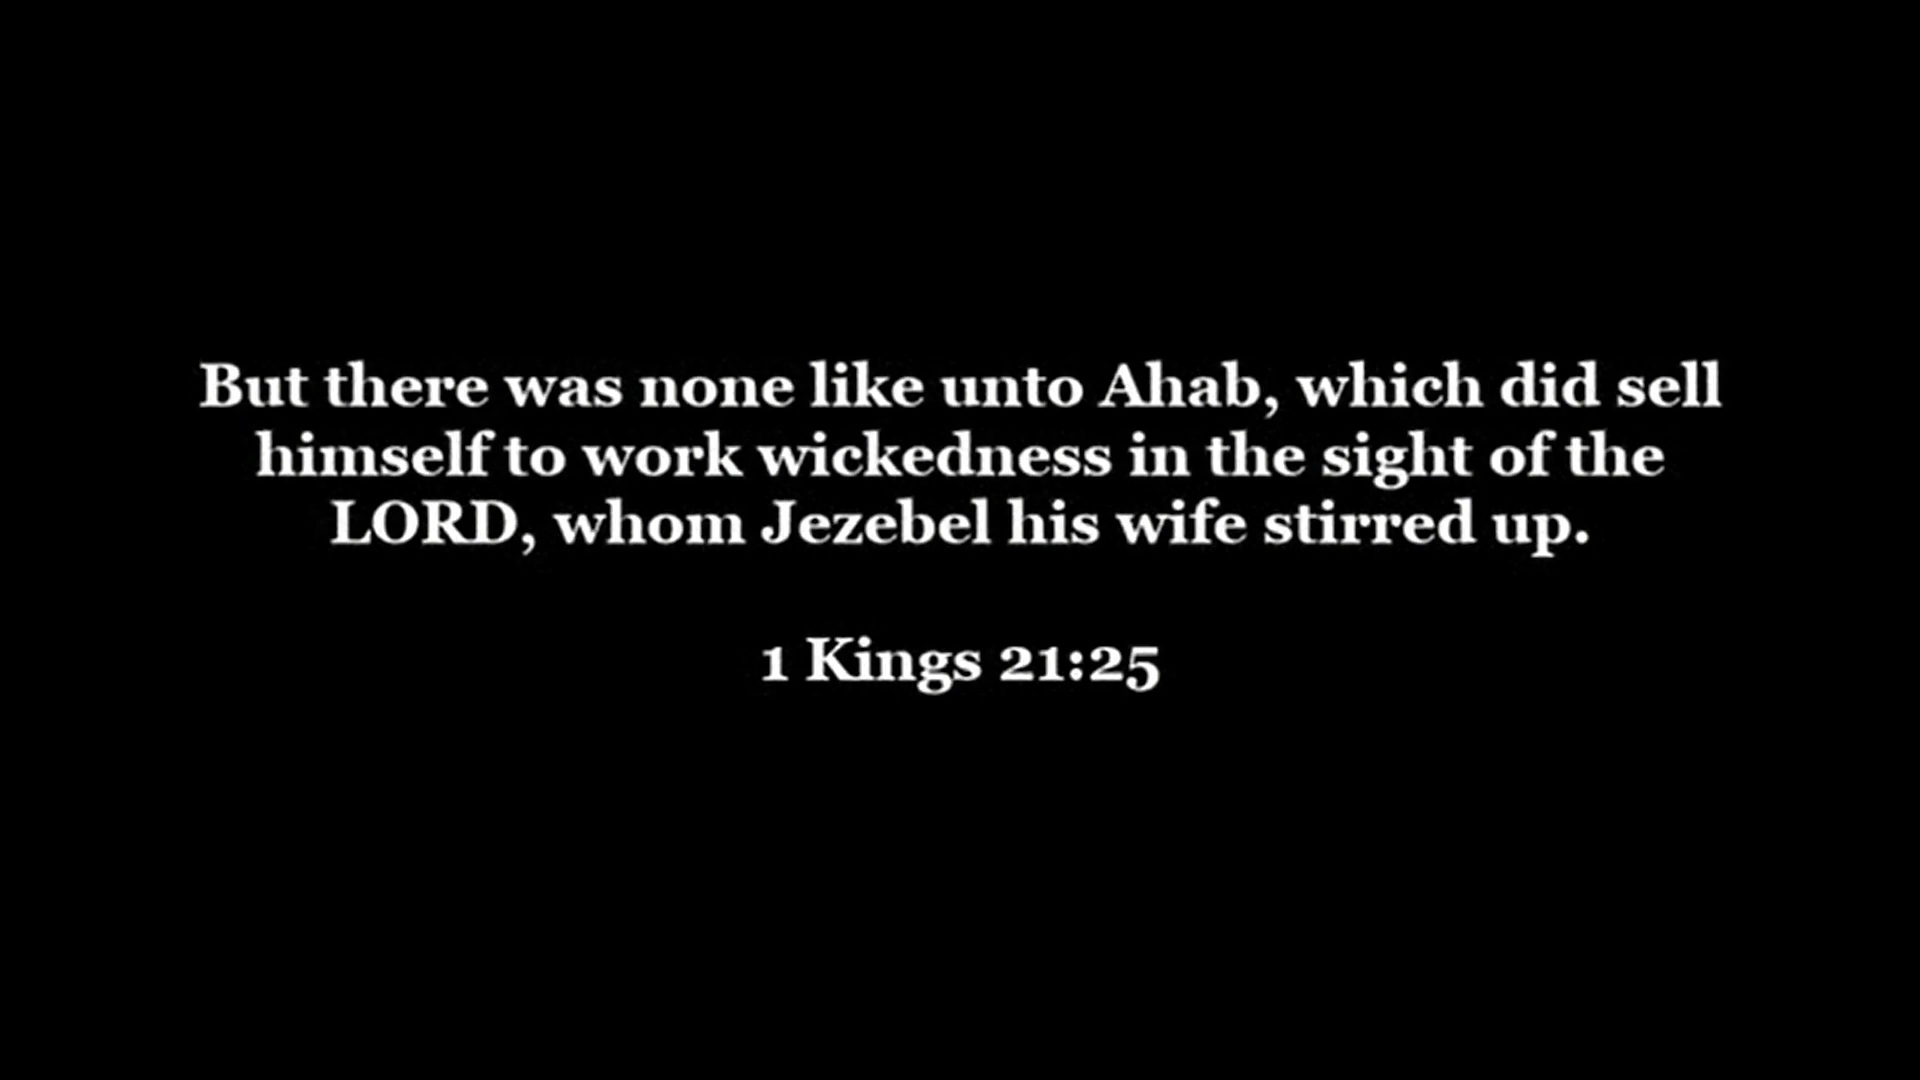 But there was none like unto Ahab, which did sell
himself to work wickedness in the sight of the
LORD, whom Jezebel his wife stirred up.
1 Kings 21:25